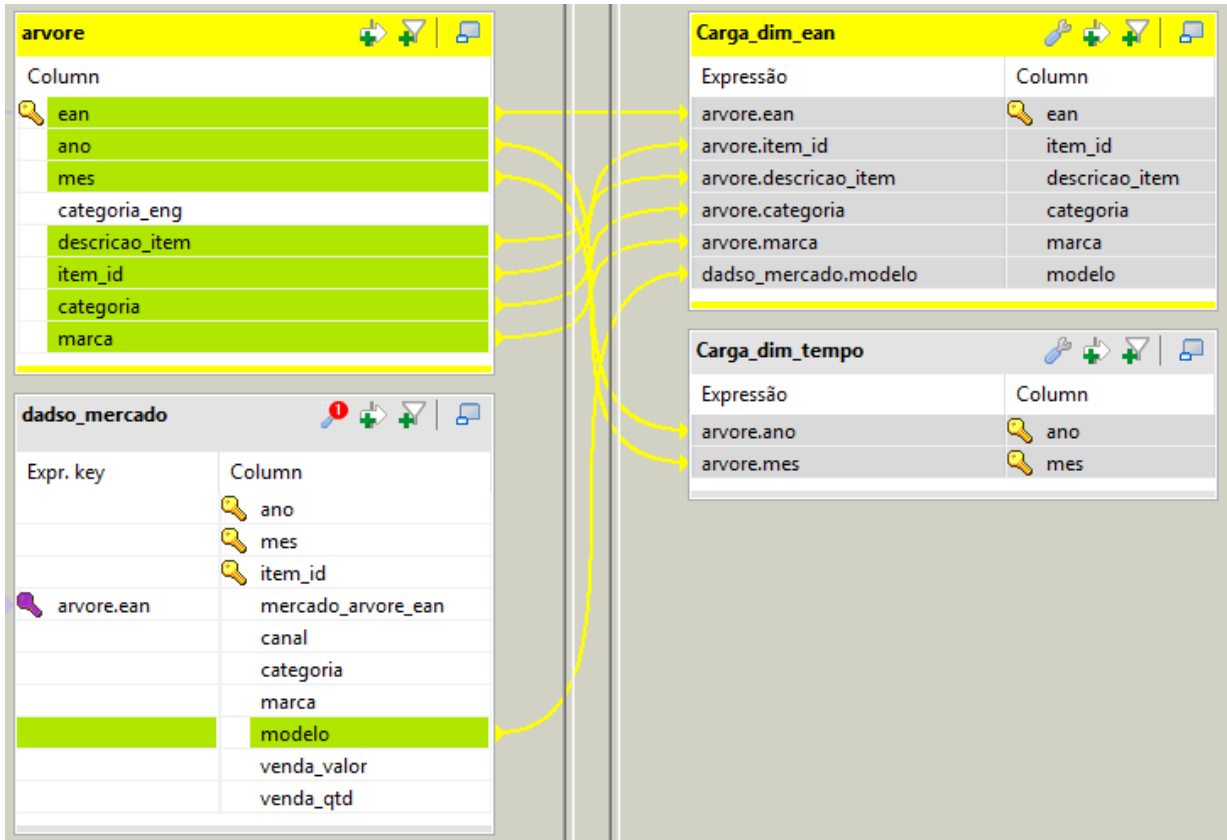 arvore
Column
ean
ano
mes
categoria_eng
descricao_item
item_id
categoria
marca
dadso_mercado
1
Expr. key Column
ano
mes
item_id
arvore.ean mercado_arvore_ean
canal
categoria
marca
modelo
venda_valor
venda_qtd
Carga_dim_ean
Expressão Column
arvore.ean ean
arvore.item_id item_id
arvore.descricao_item descricao_item
arvore.categoria categoria
arvore.marca marca
dadso_mercado.modelo modelo
Carga_dim_tempo
Expressão Column
arvore.ano ano
arvore.mes mes